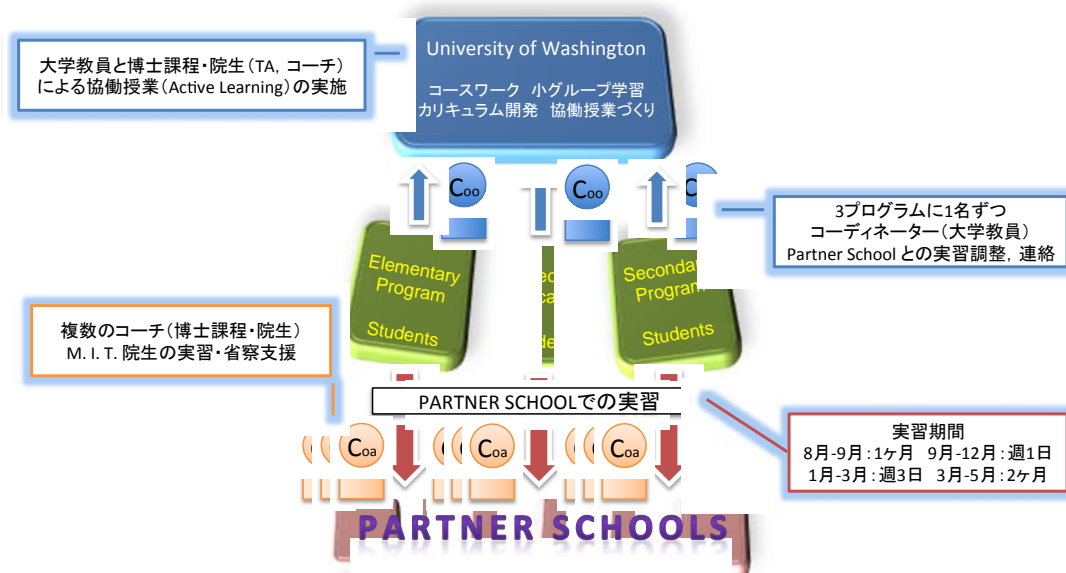 大学教員と博士課程・院生（TA, コーチ）
による協働授業（Active Learning）の実施
University of Washington
コースワーク 小グループ学習
カリキュラム開発 協働授業づくり
Coo
Coo
3プログラムに1名ずつ
コーディネーター（大学教員）
Partner School との実習調整, 連絡
Elementary
Program
Students
Program
Students
複数のコーチ（博士課程・院生）
M. I. T. 院生の実習・省察支援
PARTNER SCHOOLでの実習
実習期間
8月-9月：1ヶ月 9月-12月：週1日
1月-3月：週3日 3月-5月：2ヶ月
Coa
Coa
Coa
PARTNER SCHOOLS